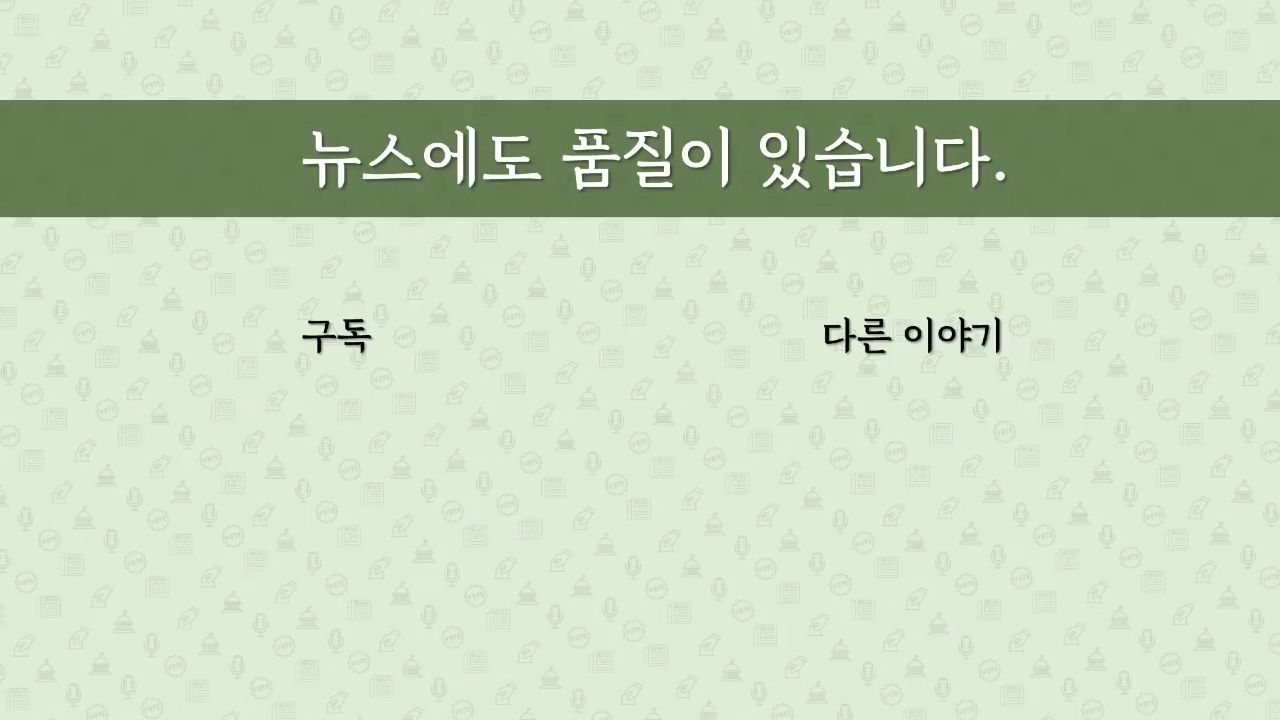 뉴스에도 품질이 있습니다.
구독
다른 이야기